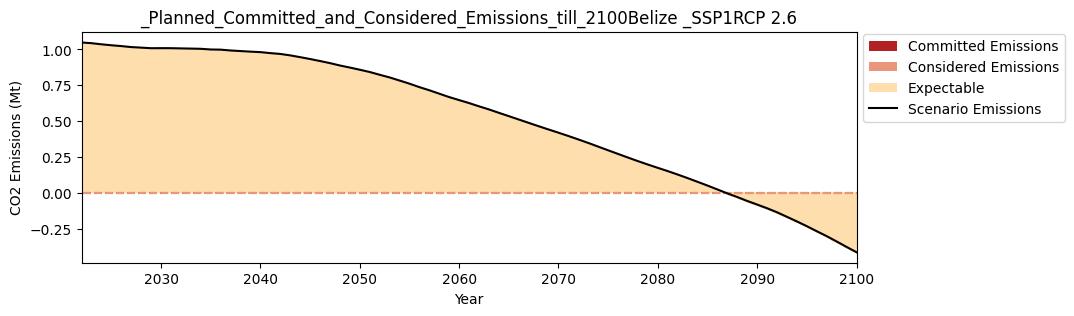 _Planned_Committed_and_Considered_Emissions_till_2100Belize _SSP1RCP 2.6
CO2 Emissions (Mt)
1.00
0.75
0.50
0.25
0.00
−0.25
2030 2040 2050 2060 2070 2080 2090 2100
Year
Committed Emissions
Considered Emissions
Expectable
Scenario Emissions